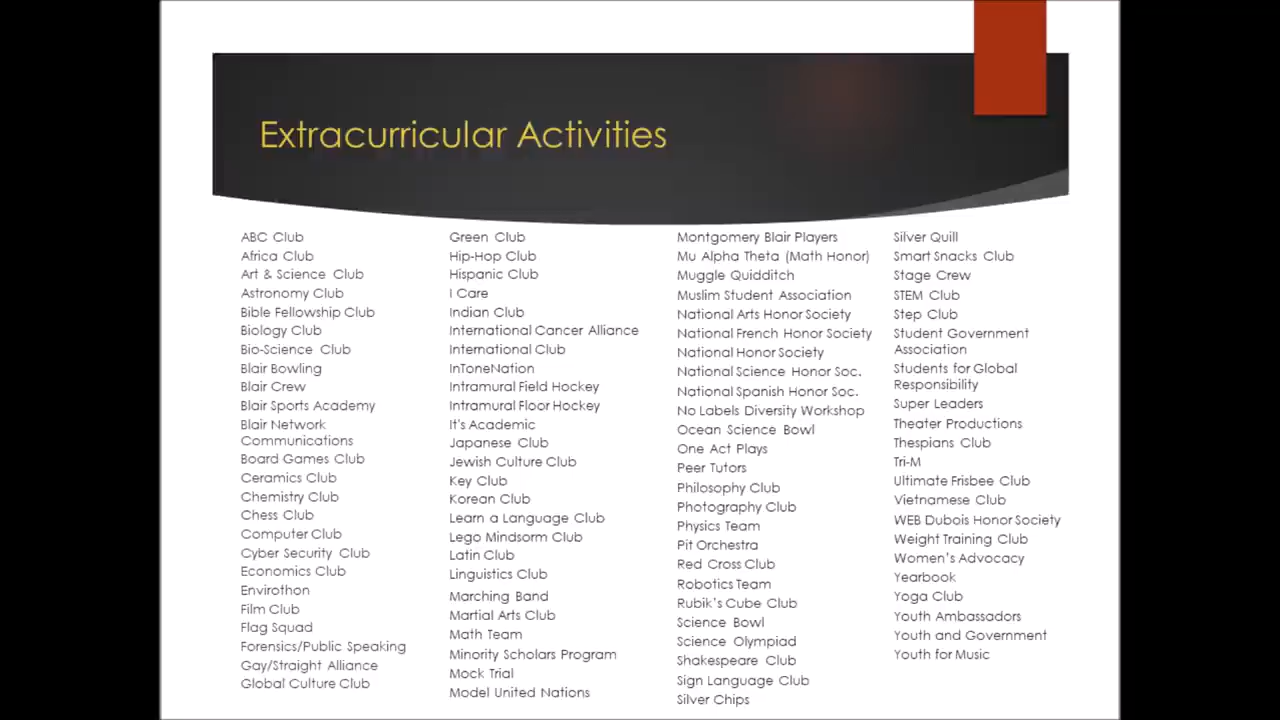 Extracurricular Activities
ABC Club
Africa Club
Art & Science Club
Astronomy Club
Bible Fellowship Club
Biology Club
Bio-Science Club
Blair Bowling
Blair Crew
Blair Sports Academy
Blair Network
Communications
Board Games Club
Ceramics Club
Chemistry Club
Chess Club
Computer Club
Cyber Security Club
Economics Club
Envirothon
Film Club
Flag Squad
Forensics/Public Speaking
Gay/Straight Alliance
Global Culture Club
Green Club
Hip-Hop Club
Hispanic Club
I Care
Indian Club
International Cancer Alliance
International Club
InToneNation
Intramural Field Hockey
Intramural Floor Hockey
It's Academic
Japanese Club
Jewish Culture Club
Key Club
Korean Club
Learn a Language Club
Lego Mindsorm Club
Latin Club
Linguistics Club
Marching Band
Martial Arts Club
Math Team
Minority Scholars Program
Mock Trial
Model United Nations
Montgomery Blair Players
Mu Alpha Theta (Math Honor)
Muggle Quidditch
Muslim Student Association
National Arts Honor Society
National French Honor Society
National Honor Society
National Science Honor Soc.
National Spanish Honor Soc.
No Labels Diversity Workshop
Ocean Science Bowl
One Act Plays
Peer Tutors
Philosophy Club
Photography Club
Physics Team
Pit Orchestra
Red Cross Club
Robotics Team
Rubik's Cube Club
Science Bowl
Science Olympiad
Shakespeare Club
Sign Language Club
Silver Chips
Silver Quill
Smart Snacks Club
Stage Crew
STEM Club
Step Club
Student Government
Association
Students for Global
Responsibility
Super Leaders
Theater Productions
Thespians Club
Tri-M
Ultimate Frisbee Club
Vietnamese Club
WEB Dubois Honor Society
Weight Training Club
Women's Advocacy
Yearbook
Yoga Club
Youth Ambassadors
Youth and Government
Youth for Music